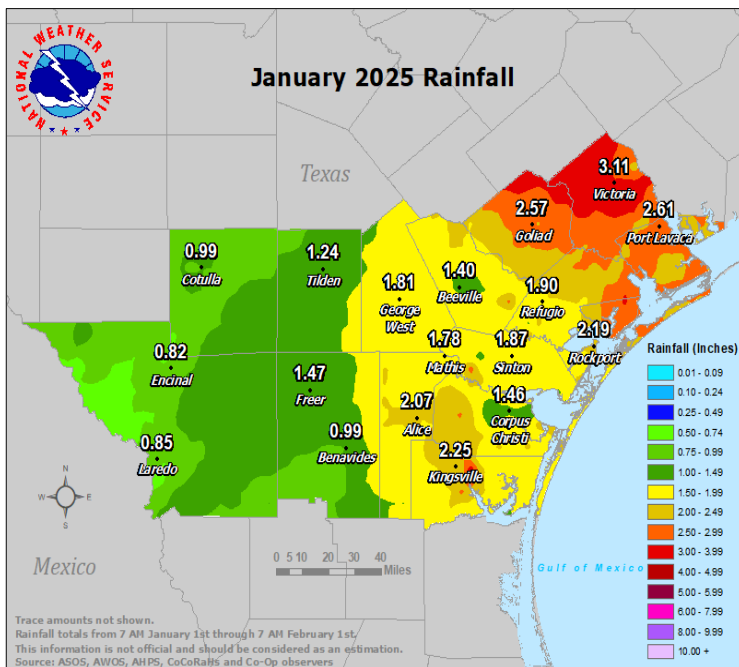 NATIONAL WEATHER SERVICE
January 2025 Rainfall
Texas
3.11
Victoria
2.57
Goliad
2.61
Port Lavaca
0.99
Cotulla
1.24
Tilden
1.81
George
West
1.40
Beeville
1.90
Refugio
2.19
Rockport
0.82
Encinal
1.78
Mathis
1.87
Sinton
1.47
Freer
2.07
Alice
1.46
Corpus
Christi
0.85
Laredo
0.99
Benavides
2.25
Kingsville
Rainfall (Inches)
0.01 - 0.09
0.10 - 0.24
0.25 - 0.49
0.50 - 0.74
0.75 - 0.99
1.00 - 1.49
1.50 - 1.99
2.00 - 2.49
2.50 - 2.99
3.00 - 3.99
4.00 - 4.99
5.00 - 5.99
6.00 - 7.99
8.00 - 9.99
10.00 +
N
W E
S
0 5 10 20 30 40
Miles
Mexico
Gulf of Mexico
Trace amounts not shown.
Rainfall totals from 7 AM January 1st through 7 AM February 1st.
This information is not official and should be considered as an estimation.
Source: ASOS, AWOS, AHPS, CoCoRaHs and Co-Op observers